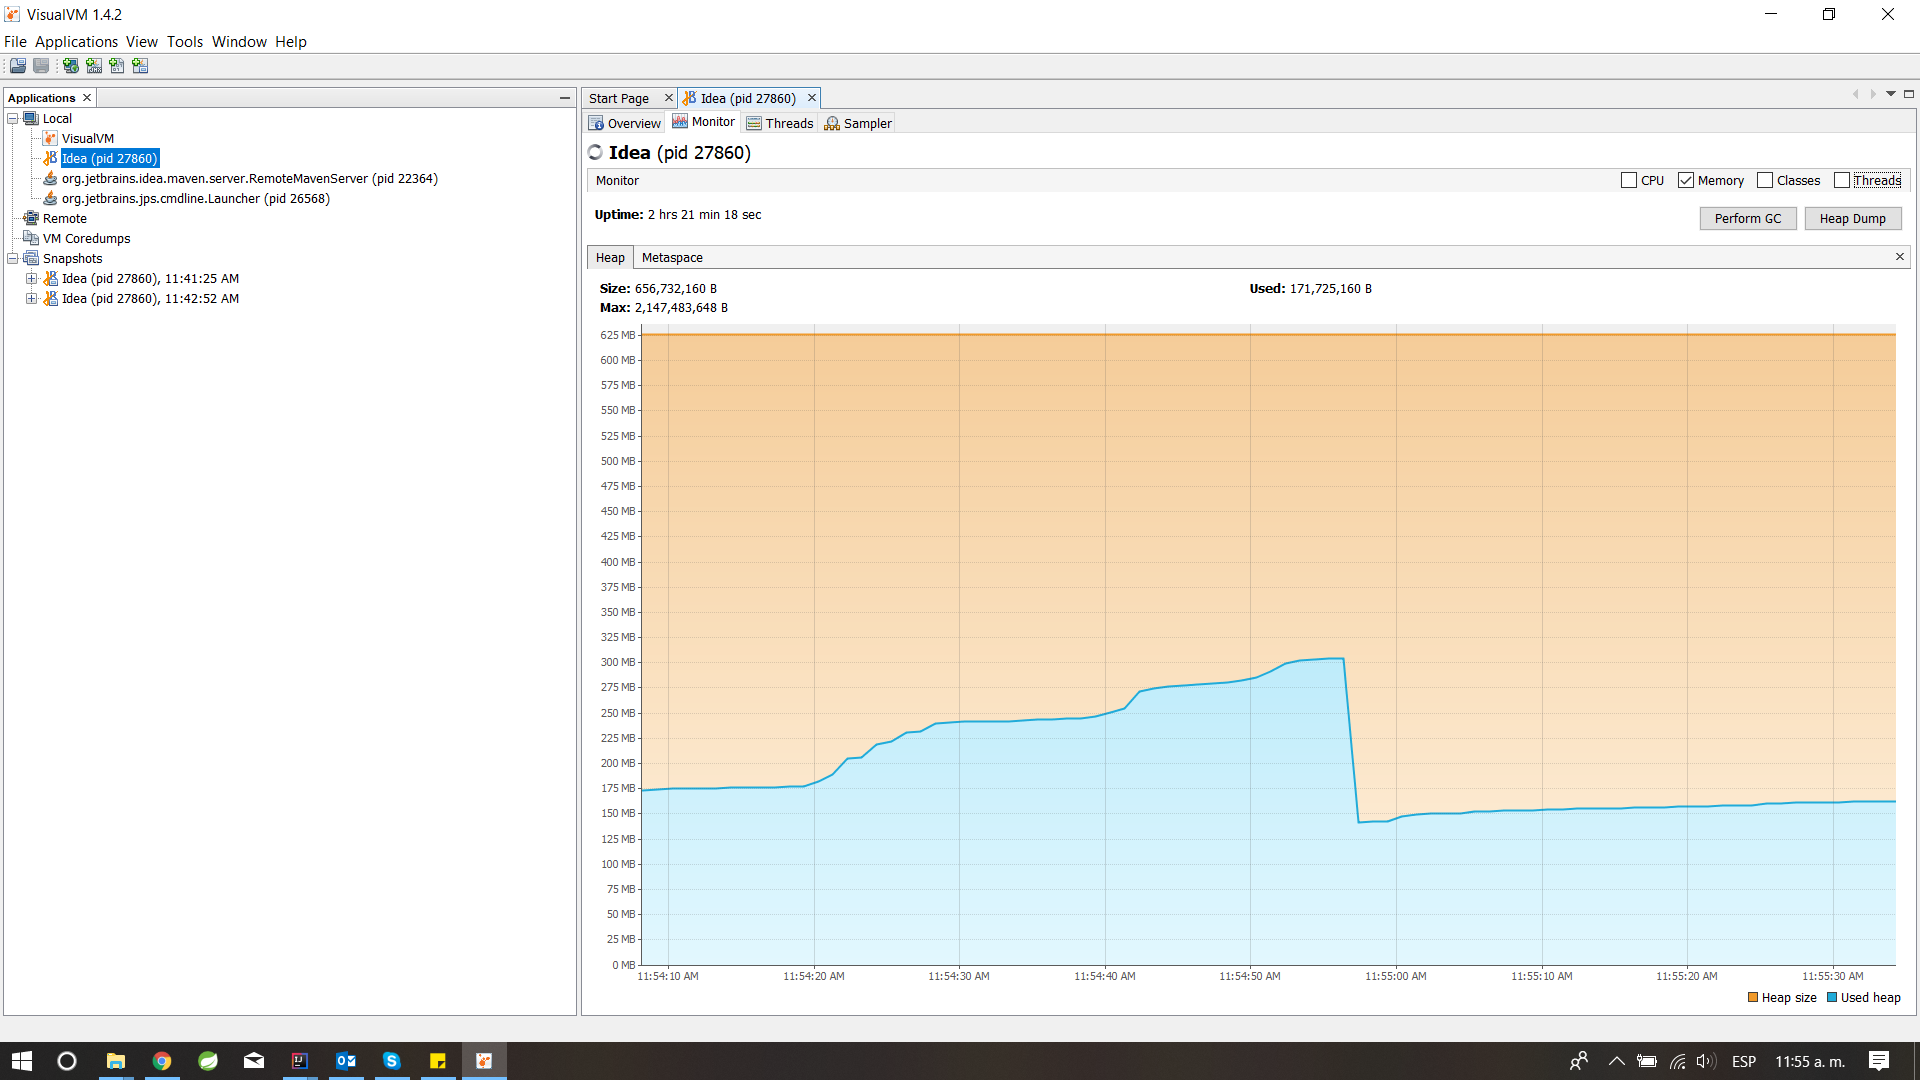 VisualVM 1.4.2
File Applications View Tools Window Help
Applications
Local
VisualVM
Idea (pid 27860)
org.jetbrains.idea.maven.server.RemoteMavenServer (pid 22364)
org.jetbrains.jps.cmdline.Launcher (pid 26568)
Remote
VM Coredumps
Snapshots
Idea (pid 27860), 11:41:25 AM
Idea (pid 27860), 11:42:52 AM
Start Page Idea (pid 27860)
Overview Monitor Threads Sampler
Idea (pid 27860)
Monitor CPU Memory Classes Threads
Uptime: 2 hrs 21 min 18 sec
Perform GC Heap Dump
Heap Metaspace
Size: 656,732,160 B Used: 171,725,160 B
Max: 2,147,483,648 B
625 MB
600 MB
575 MB
550 MB
525 MB
500 MB
475 MB
450 MB
425 MB
400 MB
375 MB
350 MB
325 MB
300 MB
275 MB
250 MB
225 MB
200 MB
175 MB
150 MB
125 MB
100 MB
75 MB
50 MB
25 MB
0 MB
11:54:10 AM 11:54:20 AM 11:54:30 AM 11:54:40 AM 11:54:50 AM 11:55:00 AM 11:55:10 AM 11:55:20 AM 11:55:30 AM
Heap size Used heap
ESP 11:55 a. m.